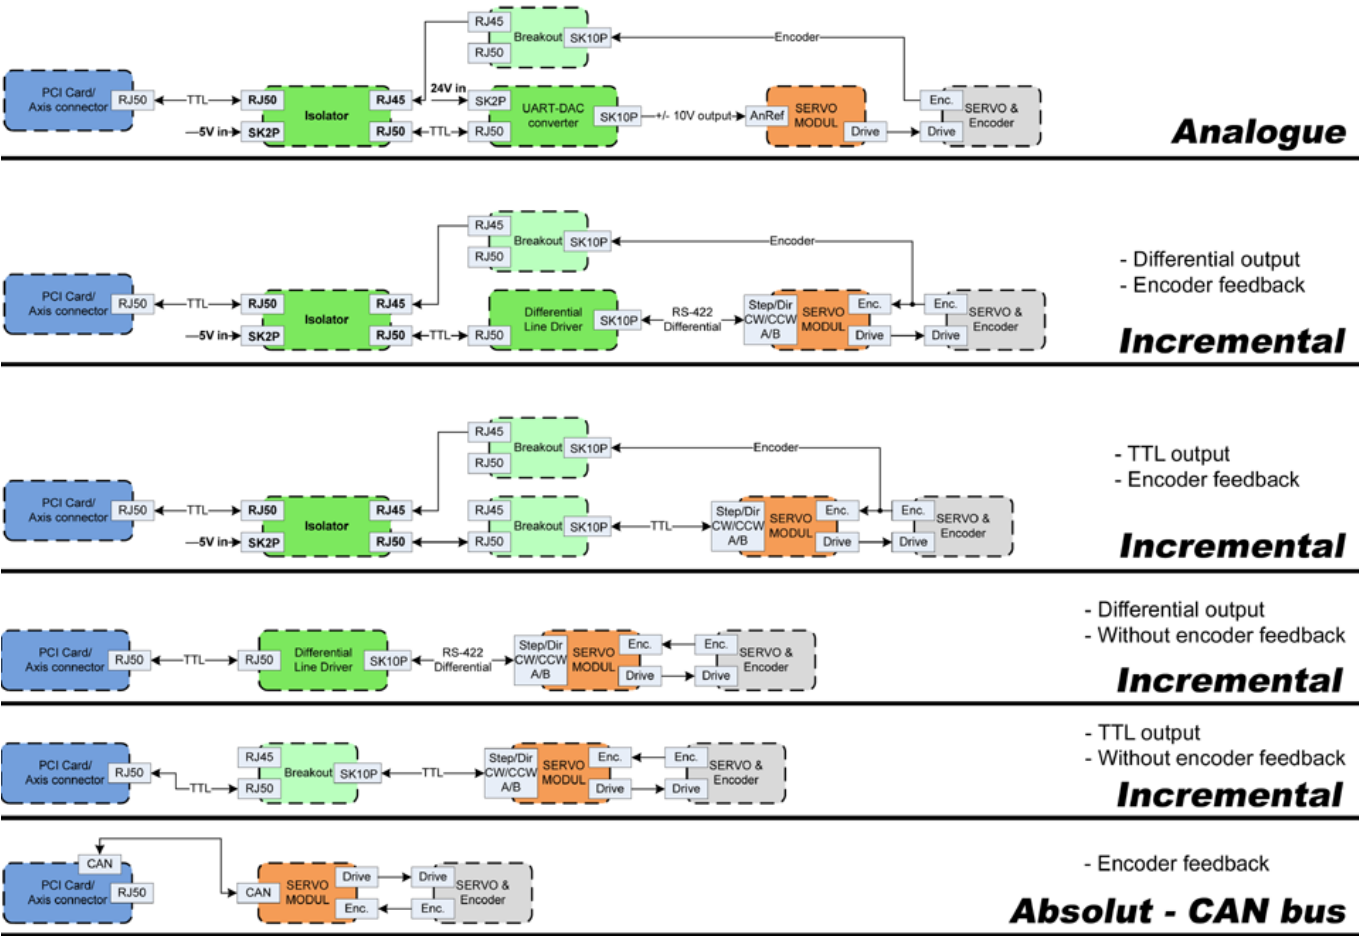 RJ45
Breakout
SK10P
Encoder
RJ50
PCI Card/
Axis connector
RJ50
TTL
RJ50
Isolator
RJ45
24V in
SK2P
UART-DAC
converter
SK10P
+/- 10V output
AnRef
SERVO
MODUL
Drive
Enc.
SERVO &
Encoder
Drive
5V in
SK2P
RJ50
TTL
RJ50
Analogue
RJ45
Breakout
SK10P
Encoder
RJ50
- Differential output
- Encoder feedback
PCI Card/
Axis connector
RJ50
TTL
RJ50
Isolator
RJ45
5V in
SK2P
RJ50
TTL
RJ50
Differential
Line Driver
SK10P
RS-422
Differential
Step/Dir
CW/CCW
A/B
SERVO
MODUL
Enc.
Drive
Enc.
Drive
SERVO &
Encoder
Incremental
RJ45
Breakout
SK10P
Encoder
RJ50
- TTL output
- Encoder feedback
PCI Card/
Axis connector
RJ50
TTL
RJ50
Isolator
RJ45
5V in
SK2P
RJ50
RJ45
Breakout
RJ50
SK10P
TTL
Step/Dir
CW/CCW
A/B
SERVO
MODUL
Enc.
Drive
Enc.
Drive
SERVO &
Encoder
Incremental
- Differential output
- Without encoder feedback
PCI Card/
Axis connector
RJ50
TTL
RJ50
Differential
Line Driver
SK10P
RS-422
Differential
Step/Dir
CW/CCW
A/B
SERVO
MODUL
Enc.
Drive
Enc.
Drive
SERVO &
Encoder
Incremental
- TTL output
- Without encoder feedback
PCI Card/
Axis connector
RJ50
TTL
RJ45
Breakout
RJ50
SK10P
TTL
Step/Dir
CW/CCW
A/B
SERVO
MODUL
Enc.
Drive
Enc.
Drive
SERVO &
Encoder
Incremental
CAN
PCI Card/
Axis connector
RJ50
CAN
SERVO
MODUL
Drive
Enc.
Drive
Enc.
SERVO &
Encoder
- Encoder feedback
Absolut - CAN bus